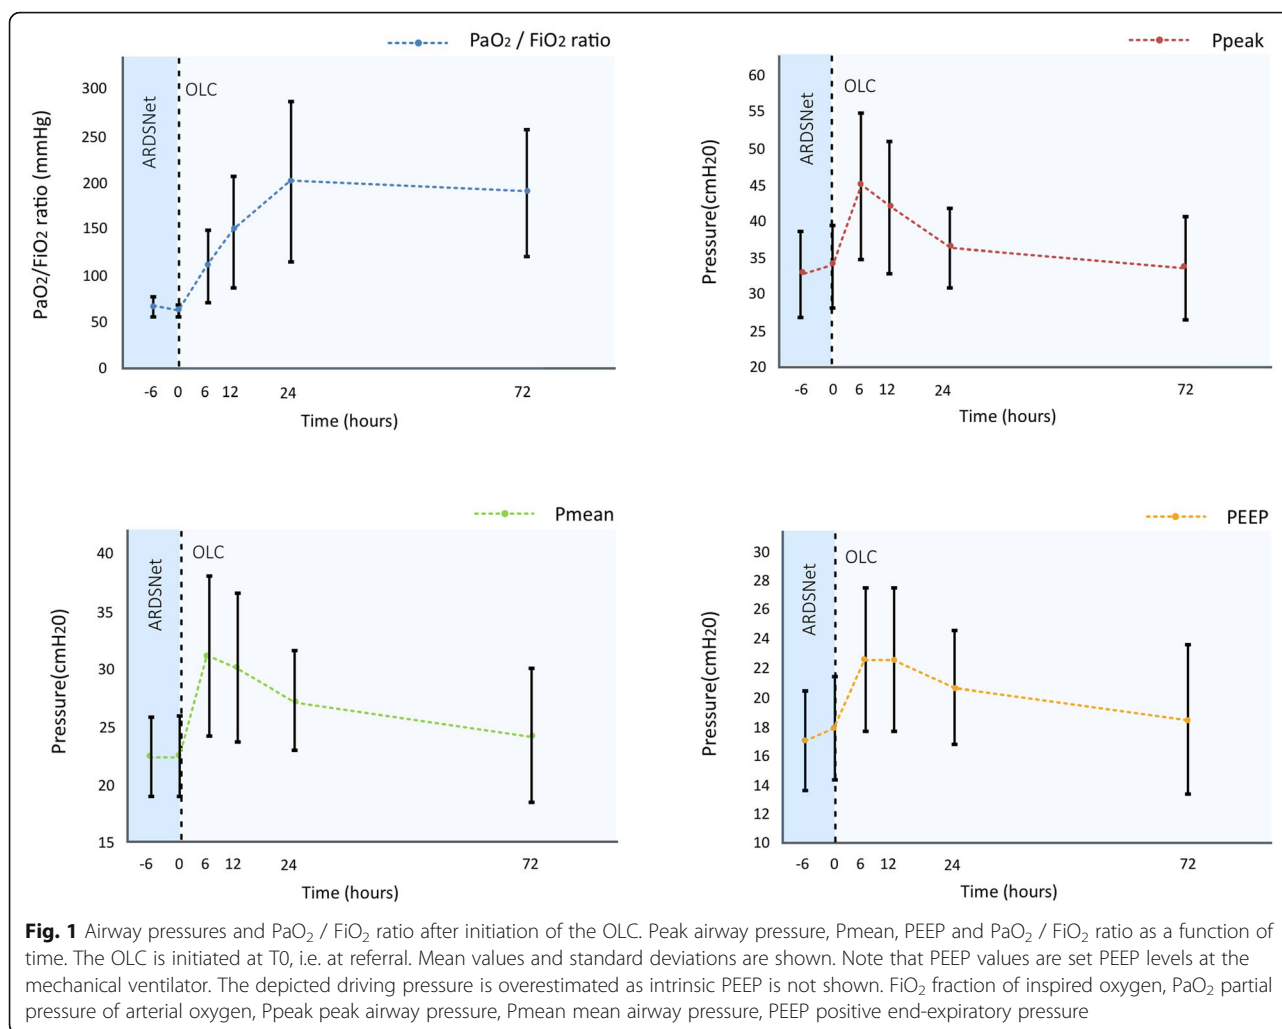 PaO2 / FiO2 ratio
PaO2/FiO2 ratio (mmHg)
300
250
200
150
100
50
0
ARDSNet
OLC
-6 0 6 12 24 72
Time (hours)
Ppeak
Pressure(cmH20)
60
55
50
45
40
35
30
25
20
ARDSNet
OLC
-6 0 6 12 24 72
Time (hours)
Pmean
Pressure(cmH20)
40
35
30
25
20
15
ARDSNet
OLC
-6 0 6 12 24 72
Time (hours)
PEEP
Pressure(cmH20)
30
28
26
24
22
20
18
16
14
12
10
ARDSNet
OLC
-6 0 6 12 24 72
Time (hours)
Fig. 1 Airway pressures and PaO2 / FiO2 ratio after initiation of the OLC. Peak airway pressure, Pmean, PEEP and PaO2 / FiO2 ratio as a function of
time. The OLC is initiated at T0, i.e. at referral. Mean values and standard deviations are shown. Note that PEEP values are set PEEP levels at the
mechanical ventilator. The depicted driving pressure is overestimated as intrinsic PEEP is not shown. FiO2 fraction of inspired oxygen, PaO2 partial
pressure of arterial oxygen, Ppeak peak airway pressure, Pmean mean airway pressure, PEEP positive end-expiratory pressure